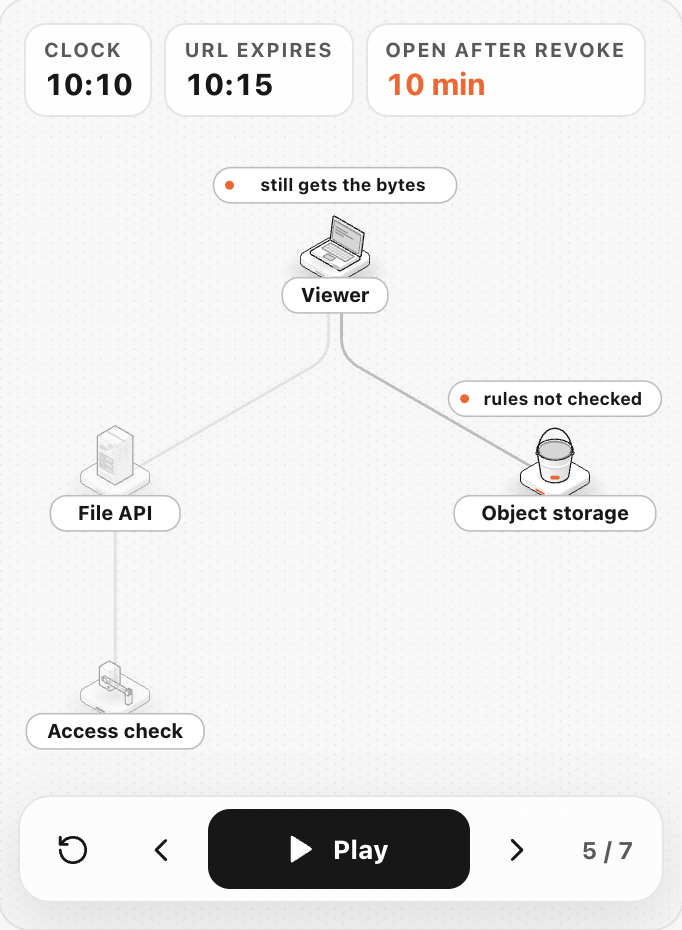 CLOCK
10:10
URL EXPIRES
10:15
OPEN AFTER REVOKE
10 min
still gets the bytes
Viewer
rules not checked
File API
Object storage
Access check
Play
5 / 7